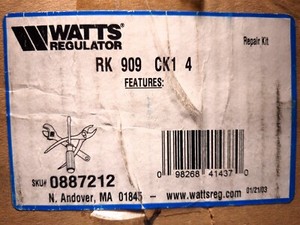 WATTS
REGULATOR
Repair Kit
RK 909 CK1 4
FEATURES:
SKU# 0887212
0 98268 41437 0
N. Andover, MA 01845 - www.wattsreg.com 01/21/03